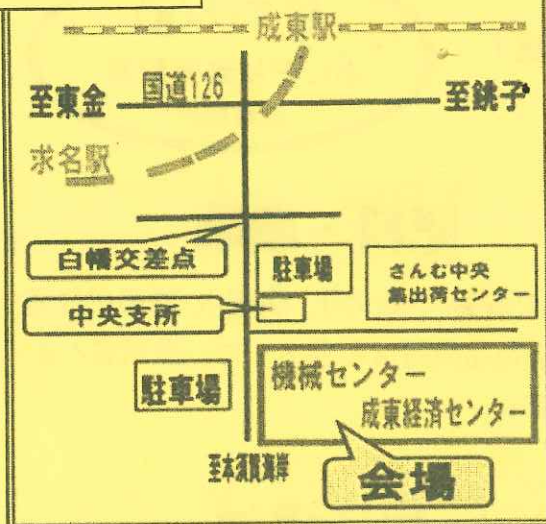 成東駅
国道126
至東金
至銚子
求名駅
白幡交差点
駐車場
さんむ中央
集出荷センター
中央支所
駐車場
機械センター
成東経済センター
至本須賀海岸
会場